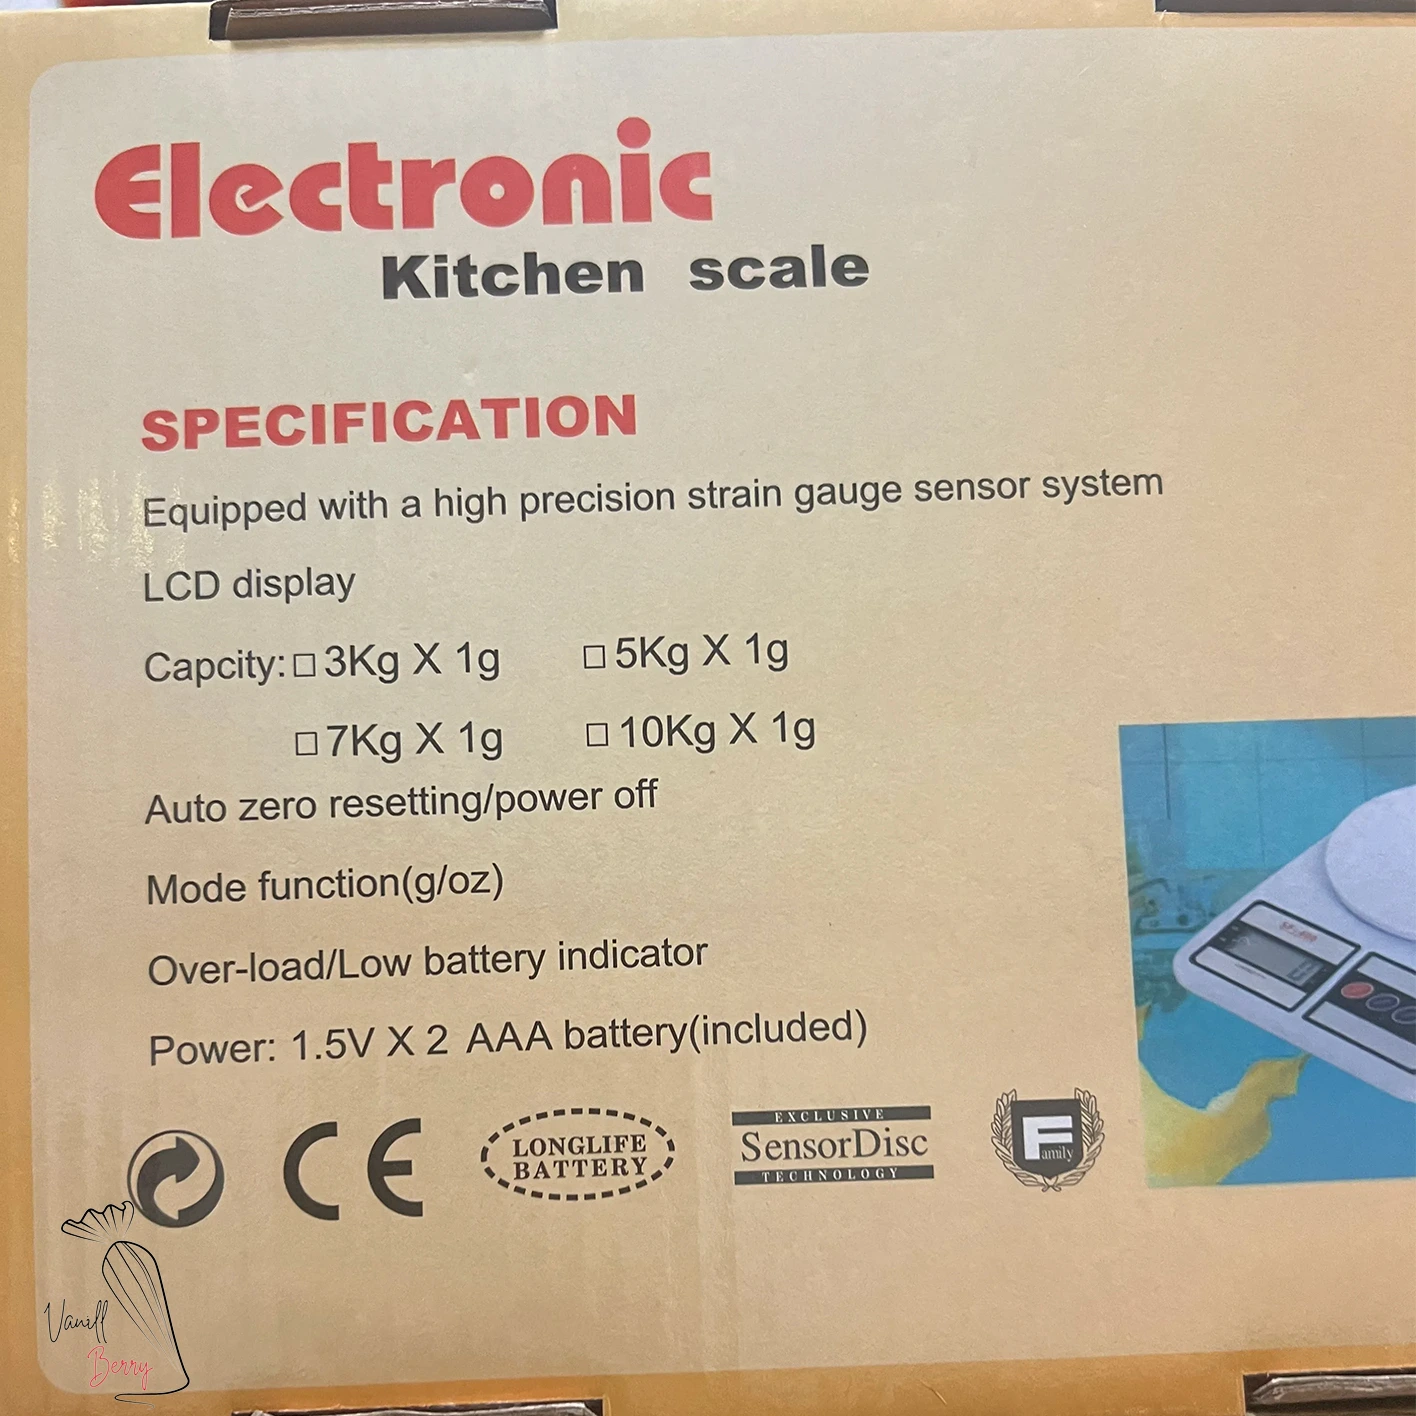 Electronic
Kitchen scale
SPECIFICATION
Equipped with a high precision strain gauge sensor system
LCD display
Capcity: □ 3Kg X 1g □ 5Kg X 1g
□ 7Kg X 1g □ 10Kg X 1g
Auto zero resetting/power off
Mode function(g/oz)
Over-load/Low battery indicator
Power: 1.5V X 2 AAA battery(included)
CE
LONGLIFE
BATTERY
EXCLUSIVE
SensorDisc
TECHNOLOGY
Family
Vanill
Berry